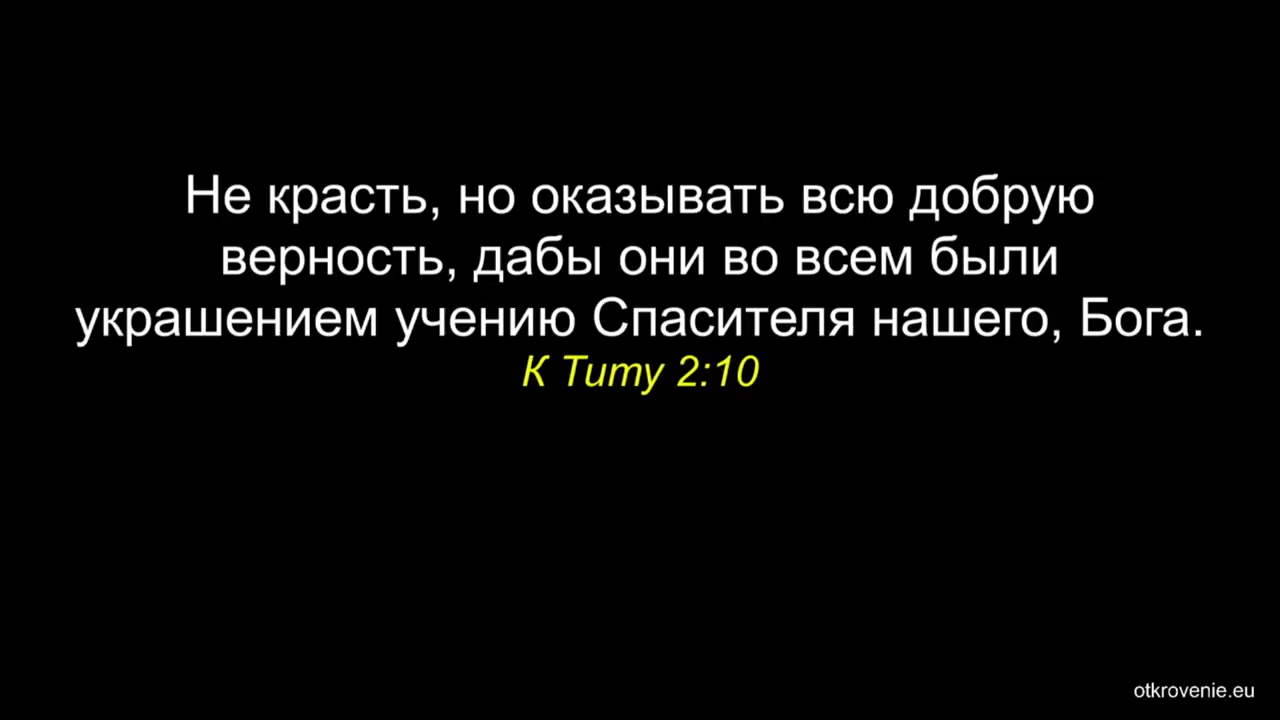 Не красть, но оказывать всю добрую
верность, дабы они во всем были
украшением учению Спасителя нашего, Бога.
К Титу 2:10
otkrovenie.eu